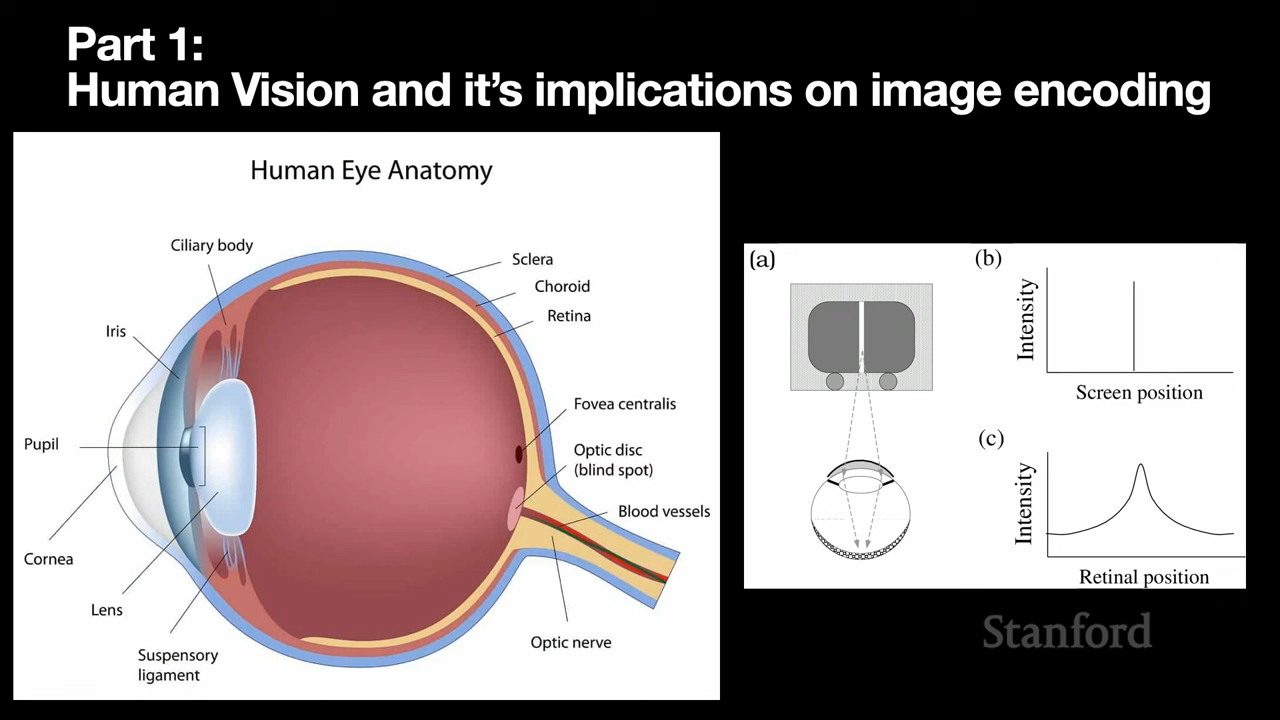 Part 1:
Human Vision and it's implications on image encoding
Human Eye Anatomy
Ciliary body
Sclera
Choroid
Retina
Iris
Fovea centralis
Pupil
Optic disc
(blind spot)
Blood vessels
Cornea
Lens
Suspensory
ligament
Optic nerve
(a)
(b)
Intensity
Screen position
(c)
Intensity
Retinal position
Stanford